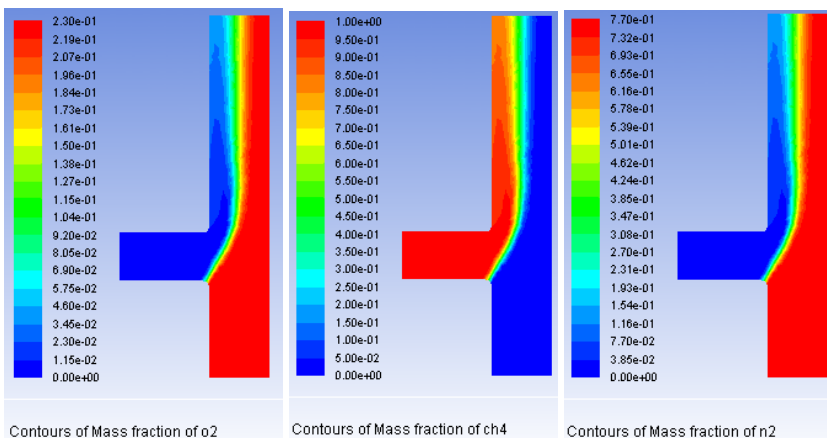 2.30e-01
2.19e-01
2.07e-01
1.96e-01
1.84e-01
1.73e-01
1.61e-01
1.50e-01
1.38e-01
1.27e-01
1.15e-01
1.04e-01
9.20e-02
8.05e-02
6.90e-02
5.75e-02
4.60e-02
3.45e-02
2.30e-02
1.15e-02
0.00e+00
Contours of Mass fraction of o2
1.00e+00
9.50e-01
9.00e-01
8.50e-01
8.00e-01
7.50e-01
7.00e-01
6.50e-01
6.00e-01
5.50e-01
5.00e-01
4.50e-01
4.00e-01
3.50e-01
3.00e-01
2.50e-01
2.00e-01
1.50e-01
1.00e-01
5.00e-02
0.00e+00
Contours of Mass fraction of ch4
7.70e-01
7.32e-01
6.93e-01
6.55e-01
6.16e-01
5.78e-01
5.39e-01
5.01e-01
4.62e-01
4.24e-01
3.85e-01
3.47e-01
3.08e-01
2.70e-01
2.31e-01
1.93e-01
1.54e-01
1.16e-01
7.70e-02
3.85e-02
0.00e+00
Contours of Mass fraction of n2